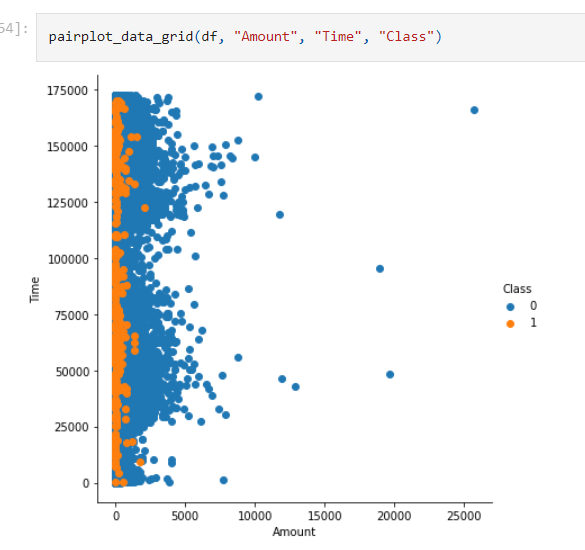 54]:
pairplot_data_grid(df, "Amount", "Time", "Class")
175000
150000
125000
100000
75000
50000
25000
0
Time
0 5000 10000 15000 20000 25000
Amount
Class
0
1